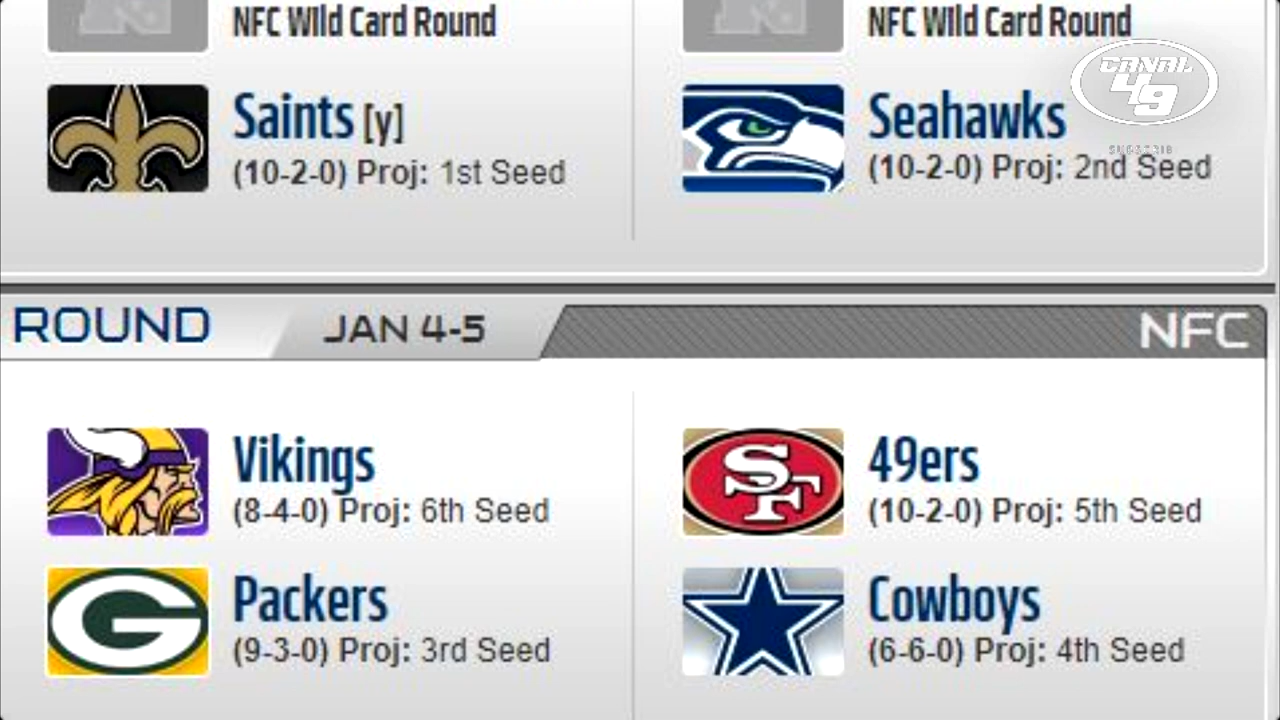 NFC WIld Card Round
Saints [y]
(10-2-0) Proj: 1st Seed
NFC WIld Card Round
Seahawks
(10-2-0) Proj: 2nd Seed
CANAL
49
SUBSCRIB
ROUND
JAN 4-5
NFC
Vikings
(8-4-0) Proj: 6th Seed
49ers
(10-2-0) Proj: 5th Seed
SF
G
Packers
(9-3-0) Proj: 3rd Seed
Cowboys
(6-6-0) Proj: 4th Seed